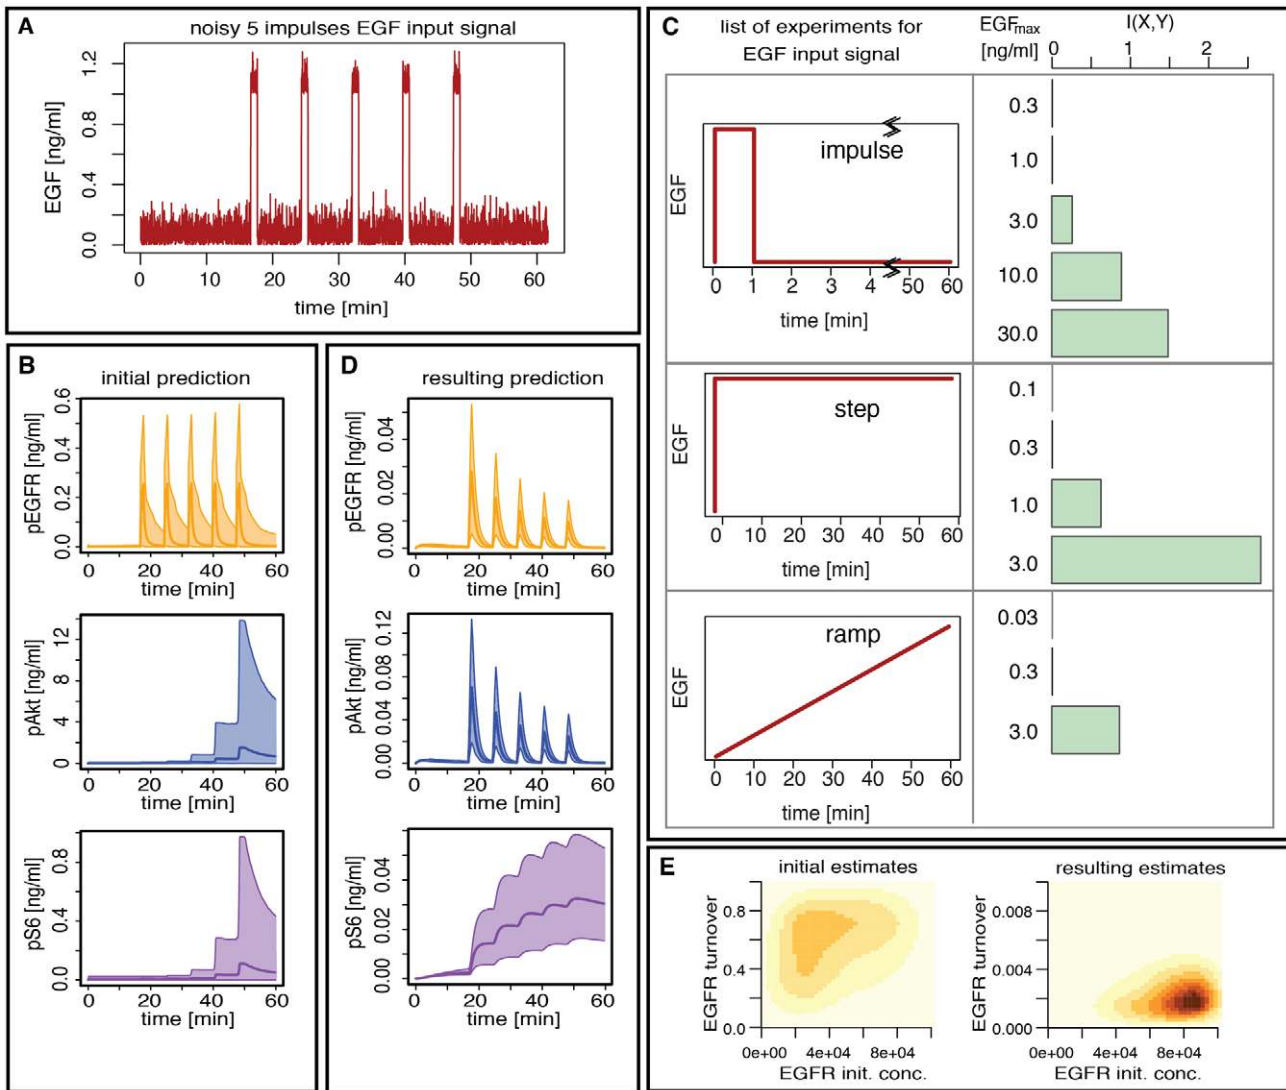 A
noisy 5 impulses EGF input signal
EGF [ng/ml]
1.2
0.8
0.4
0.0
0 10 20 30 40 50 60
time [min]
B
initial prediction
pEGFR [ng/ml]
0.6
0.4
0.2
0.0
0 20 40 60
time [min]
pAkt [ng/ml]
12
8
4
0
0 20 40 60
time [min]
pS6 [ng/ml]
0.8
0.4
0.0
0 20 40 60
time [min]
D
resulting prediction
pEGFR [ng/ml]
0.04
0.02
0.00
0 20 40 60
time [min]
pAkt [ng/ml]
0.12
0.08
0.04
0.00
0 20 40 60
time [min]
pS6 [ng/ml]
0.04
0.02
0.00
0 20 40 60
time [min]
C
list of experiments for
EGF input signal
EGFmax
[ng/ml]
I(X,Y)
0 1 2
impulse
EGF
0 1 2 3 4 50 60
time [min]
0.3
1.0
3.0
10.0
30.0
step
EGF
0 10 20 30 40 50 60
time [min]
0.1
0.3
1.0
3.0
ramp
EGF
0 10 20 30 40 50 60
time [min]
0.03
0.3
3.0
E
initial estimates
EGFR turnover
0.8
0.4
0.0
0e+00 4e+04 8e+04
EGFR init. conc.
resulting estimates
EGFR turnover
0.008
0.004
0.000
0e+00 4e+04 8e+04
EGFR init. conc.